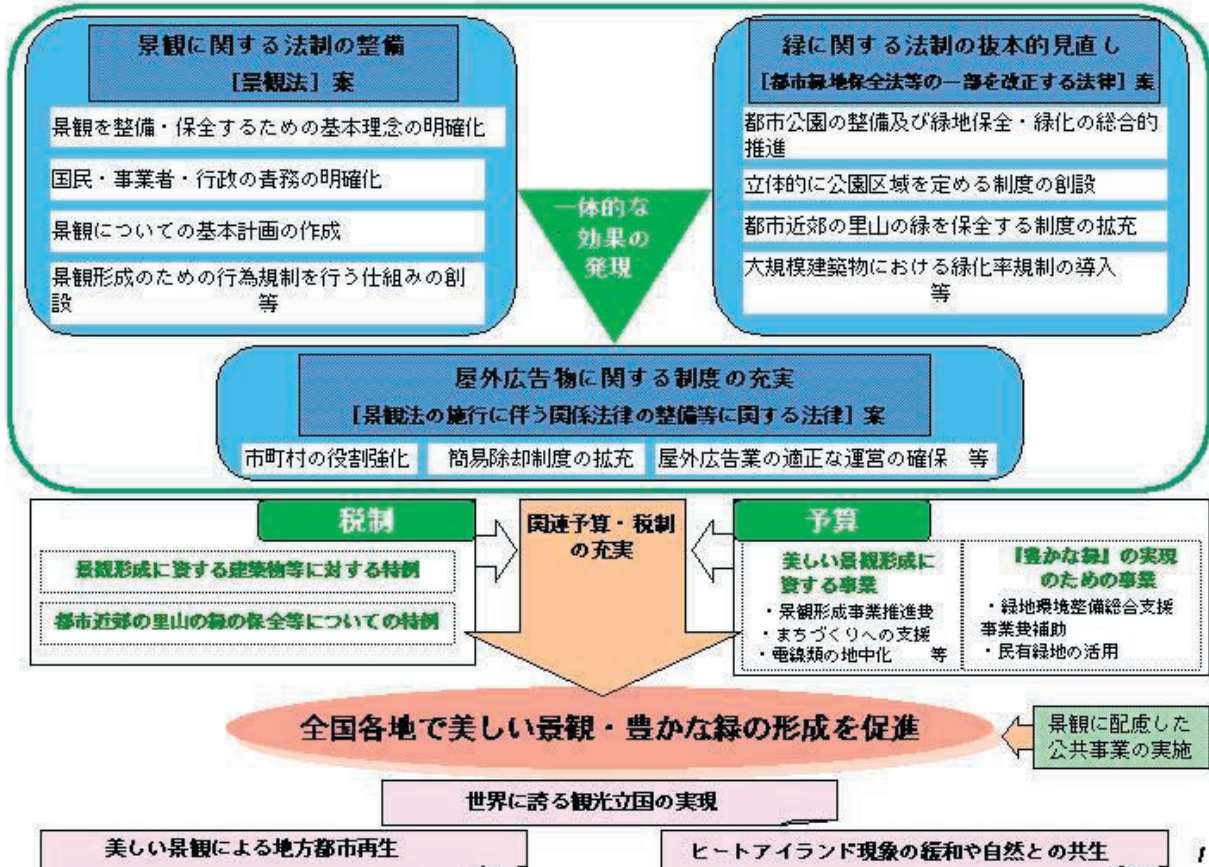 景観に関する法制の整備
［景観法］案
景観を整備・保全するための基本理念の明確化
国民・事業者・行政の責務の明確化
景観についての基本計画の作成
景観形成のための行為規制を行う仕組みの創
設　等
緑に関する法制の抜本的見直し
［都市緑地保全法等の一部を改正する法律］案
都市公園の整備及び緑地保全・緑化の総合的
推進
立体的に公園区域を定める制度の創設
都市近郊の里山の緑を保全する制度の拡充
大規模建築物における緑化率規制の導入
等
一体的な
効果の
発現
屋外広告物に関する制度の充実
［景観法の施行に伴う関係法律の整備等に関する法律］案
市町村の役割強化
簡易除却制度の拡充
屋外広告業の適正な運営の確保　等
税制
景観形成に資する建築物等に対する特例
都市近郊の里山の緑の保全等についての特例
関連予算・税制
の充実
予算
美しい景観形成に
資する事業
・景観形成事業推進費
・まちづくりへの支援
・電線類の地中化　等
『豊かな緑』の実現
のための事業
・緑地環境整備総合支援
事業費補助
・民有緑地の活用
全国各地で美しい景観・豊かな緑の形成を促進
景観に配慮した
公共事業の実施
世界に誇る観光立国の実現
美しい景観による地方都市再生
ヒートアイランド現象の緩和や自然との共生